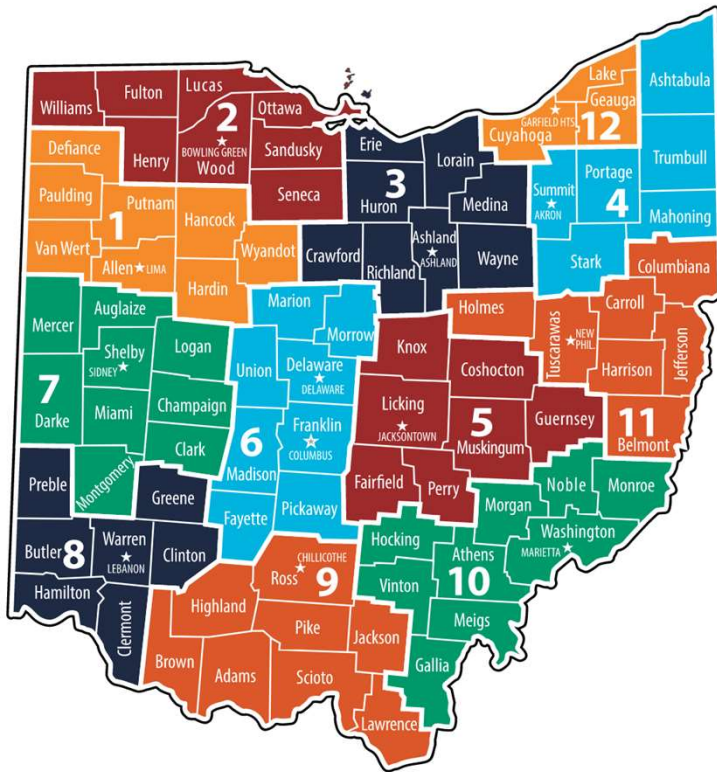 Williams
Fulton
Lucas
Ottawa
2
BOWLING GREEN
Wood
Henry
Sandusky
Seneca
Defiance
Paulding
Putnam
1
Hancock
Van Wert
Allen LIMA
Wyandot
Hardin
Erie
Lorain
3
Huron
Medina
Ashland
ASHLAND
Crawford
Richland
Wayne
Lake
Geauga
GARFIELD HTS.
Cuyahoga
12
Ashtabula
Summit
AKRON
Portage
4
Trumbull
Mahoning
Stark
Columbiana
Mercer
Auglaize
Shelby
SIDNEY
Logan
7
Darke
Miami
Champaign
Clark
Montgomery
Marion
Morrow
Union
Delaware
DELAWARE
Franklin
COLUMBUS
6
Madison
Fayette
Pickaway
Knox
Coshocton
Licking
JACKSONTOWN
5
Muskingum
Guernsey
Fairfield
Perry
Holmes
Tuscarawas
NEW
PHIL.
Carroll
Harrison
Jefferson
11
Belmont
Preble
Greene
Butler
8
Warren
LEBANON
Clinton
Hamilton
Clermont
CHILLICOTHE
Ross
9
Highland
Pike
Jackson
Brown
Adams
Scioto
Lawrence
Hocking
Morgan
Noble
Monroe
Athens
10
Washington
MARIETTA
Vinton
Meigs
Gallia